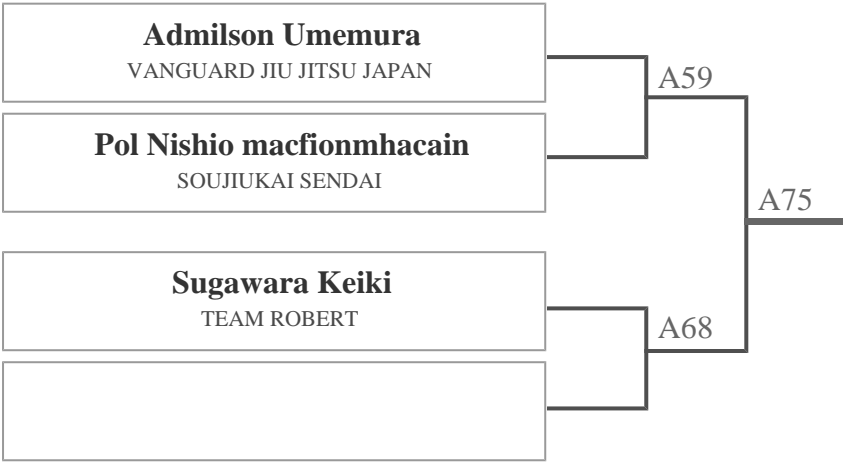 Admilson Umemura
VANGUARD JIU JITSU JAPAN
A59
Pol Nishio macfionmhacain
SOUJIUKAI SENDAI
A75
Sugawara Keiki
TEAM ROBERT
A68